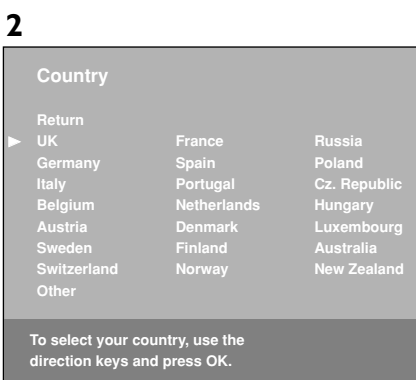 2
Country
Return
UK France Russia
Germany Spain Poland
Italy Portugal Cz. Republic
Belgium Netherlands Hungary
Austria Denmark Luxembourg
Sweden Finland Australia
Switzerland Norway New Zealand
Other
To select your country, use the
direction keys and press OK.